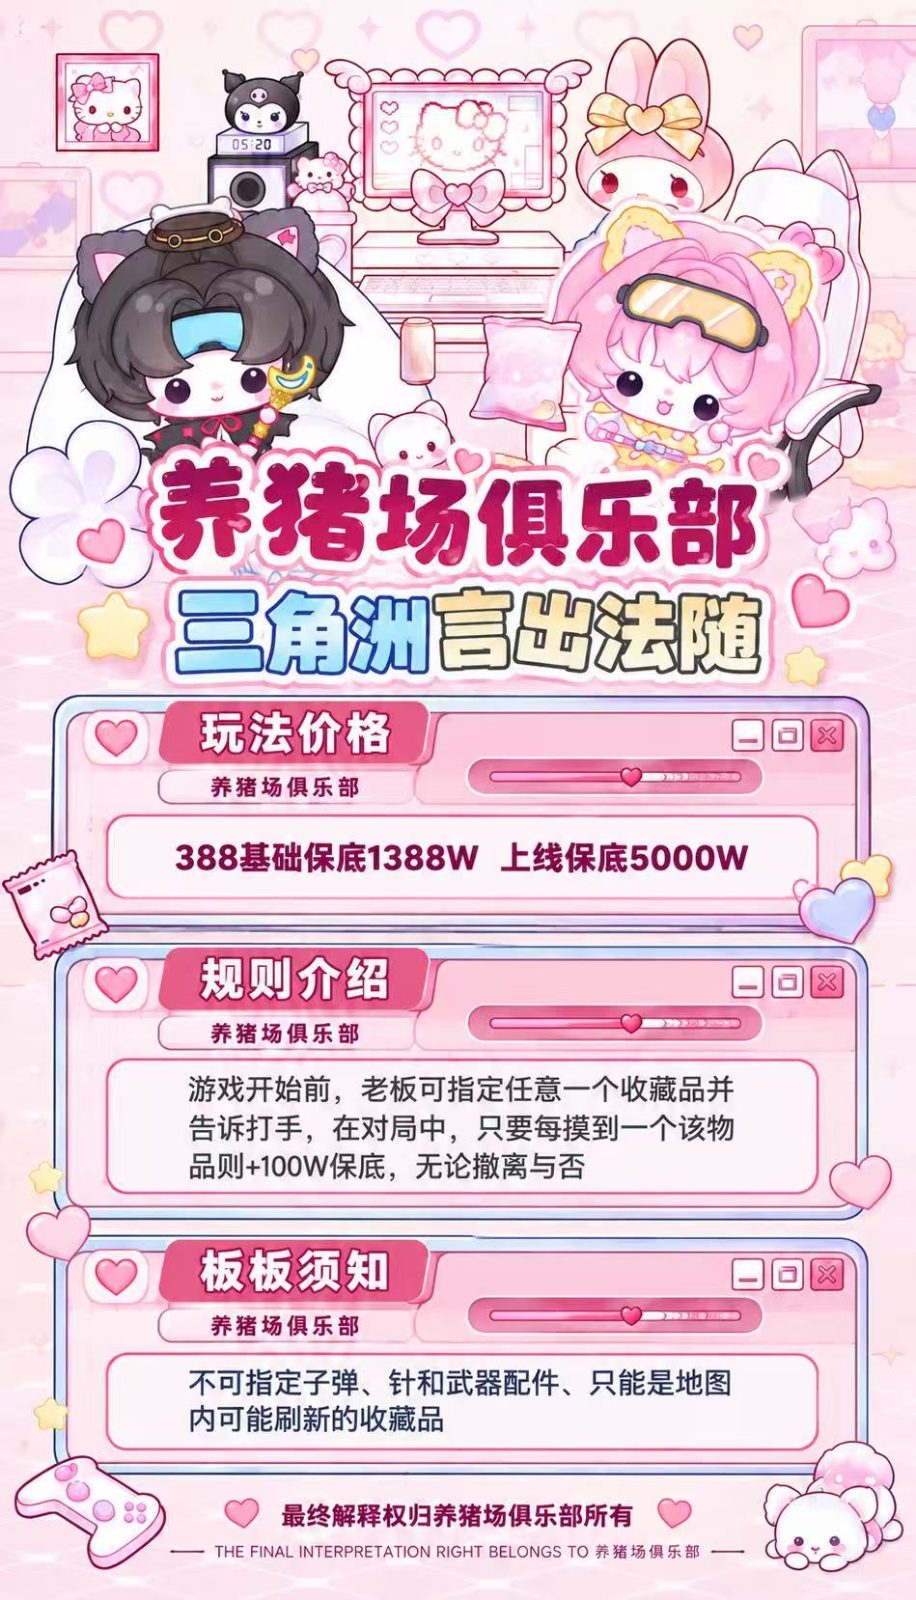 05:20
养猪场俱乐部
三角洲言出法随
玩法价格
养猪场俱乐部
388基础保底1388W 上线保底5000W
规则介绍
养猪场俱乐部
游戏开始前，老板可指定任意一个收藏品并
告诉打手，在对局中，只要每摸到一个该物
品则+100W保底，无论撤离与否
板板须知
养猪场俱乐部
不可指定子弹、针和武器配件、只能是地图
内可能刷新的收藏品
最终解释权归养猪场俱乐部所有
THE FINAL INTERPRETATION RIGHT BELONGS TO 养猪场俱乐部